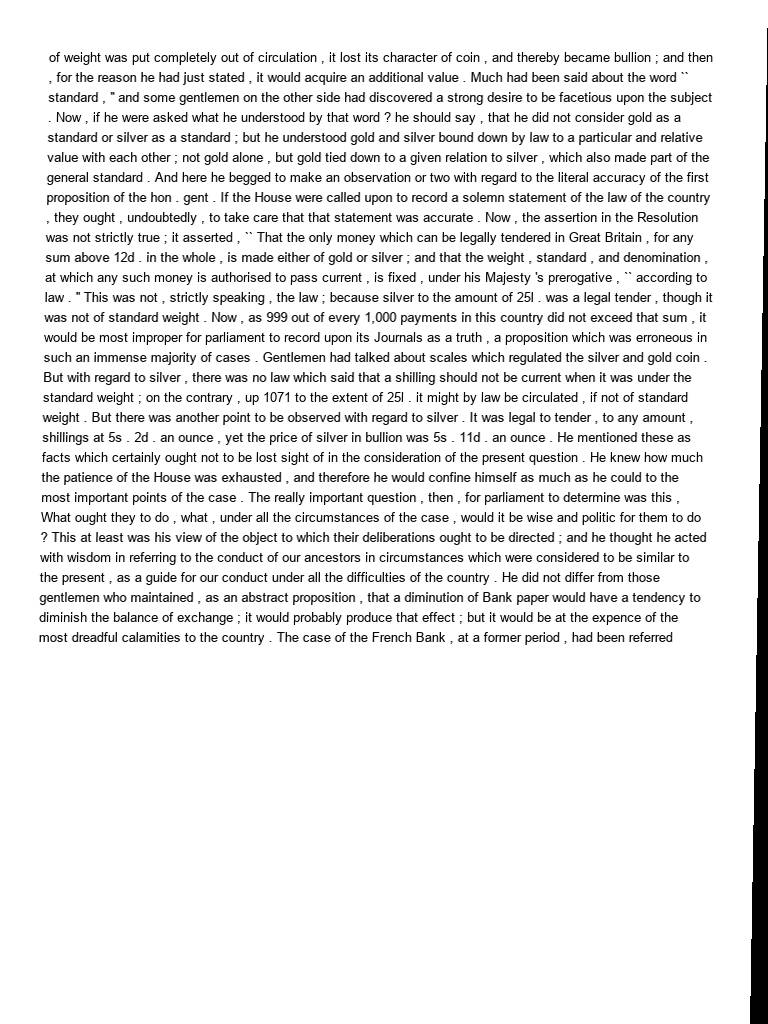 of weight was put completely out of circulation , it lost its character of coin , and thereby became bullion ; and then
, for the reason he had just stated , it would acquire an additional value . Much had been said about the word ``
standard , '' and some gentlemen on the other side had discovered a strong desire to be facetious upon the subject
. Now , if he were asked what he understood by that word ? he should say , that he did not consider gold as a
standard or silver as a standard ; but he understood gold and silver bound down by law to a particular and relative
value with each other ; not gold alone , but gold tied down to a given relation to silver , which also made part of the
general standard . And here he begged to make an observation or two with regard to the literal accuracy of the first
proposition of the hon . gent . If the House were called upon to record a solemn statement of the law of the country
, they ought , undoubtedly , to take care that that statement was accurate . Now , the assertion in the Resolution
was not strictly true ; it asserted , `` That the only money which can be legally tendered in Great Britain , for any
sum above 12d . in the whole , is made either of gold or silver ; and that the weight , standard , and denomination ,
at which any such money is authorised to pass current , is fixed , under his Majesty 's prerogative , `` according to
law . '' This was not , strictly speaking , the law ; because silver to the amount of 25l . was a legal tender , though it
was not of standard weight . Now , as 999 out of every 1,000 payments in this country did not exceed that sum , it
would be most improper for parliament to record upon its Journals as a truth , a proposition which was erroneous in
such an immense majority of cases . Gentlemen had talked about scales which regulated the silver and gold coin .
But with regard to silver , there was no law which said that a shilling should not be current when it was under the
standard weight ; on the contrary , up 1071 to the extent of 25l . it might by law be circulated , if not of standard
weight . But there was another point to be observed with regard to silver . It was legal to tender , to any amount ,
shillings at 5s . 2d . an ounce , yet the price of silver in bullion was 5s . 11d . an ounce . He mentioned these as
facts which certainly ought not to be lost sight of in the consideration of the present question . He knew how much
the patience of the House was exhausted , and therefore he would confine himself as much as he could to the
most important points of the case . The really important question , then , for parliament to determine was this ,
What ought they to do , what , under all the circumstances of the case , would it be wise and politic for them to do
? This at least was his view of the object to which their deliberations ought to be directed ; and he thought he acted
with wisdom in referring to the conduct of our ancestors in circumstances which were considered to be similar to
the present , as a guide for our conduct under all the difficulties of the country . He did not differ from those
gentlemen who maintained , as an abstract proposition , that a diminution of Bank paper would have a tendency to
diminish the balance of exchange ; it would probably produce that effect ; but it would be at the expence of the
most dreadful calamities to the country . The case of the French Bank , at a former period , had been referred